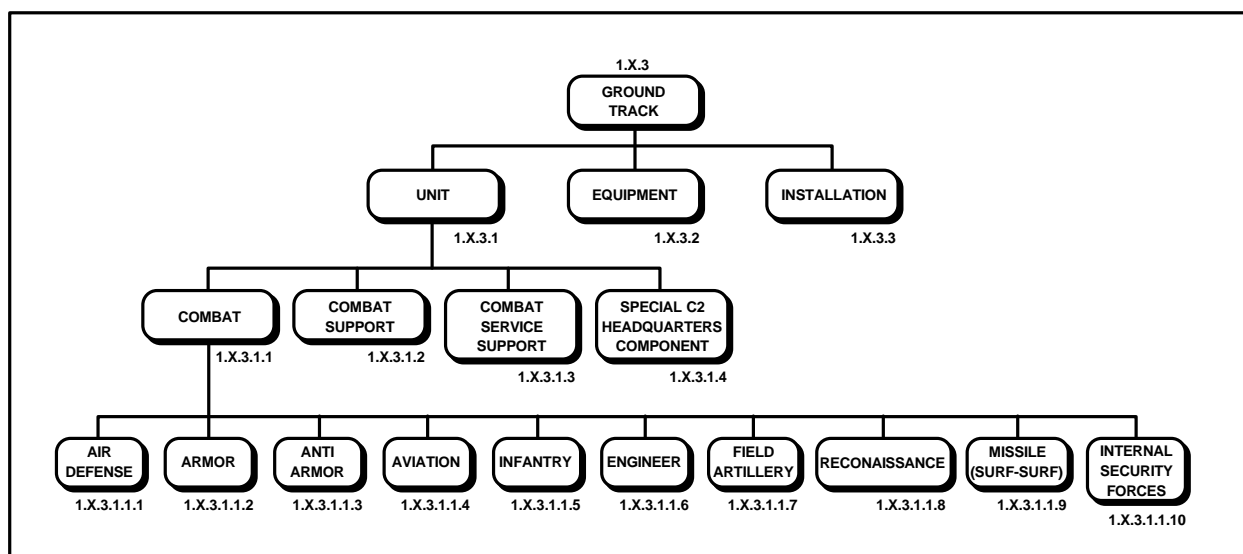 1.X.3
GROUND
TRACK
UNIT
EQUIPMENT
INSTALLATION
1.X.3.1
1.X.3.2
1.X.3.3
COMBAT
COMBAT
SUPPORT
COMBAT
SERVICE
SUPPORT
SPECIAL C2
HEADQUARTERS
COMPONENT
1.X.3.1.1
1.X.3.1.2
1.X.3.1.3
1.X.3.1.4
AIR
DEFENSE
ARMOR
ANTI
ARMOR
AVIATION
INFANTRY
ENGINEER
FIELD
ARTILLERY
RECONAISSANCE
MISSILE
(SURF-SURF)
INTERNAL
SECURITY
FORCES
1.X.3.1.1.1
1.X.3.1.1.2
1.X.3.1.1.3
1.X.3.1.1.4
1.X.3.1.1.5
1.X.3.1.1.6
1.X.3.1.1.7
1.X.3.1.1.8
1.X.3.1.1.9
1.X.3.1.1.10